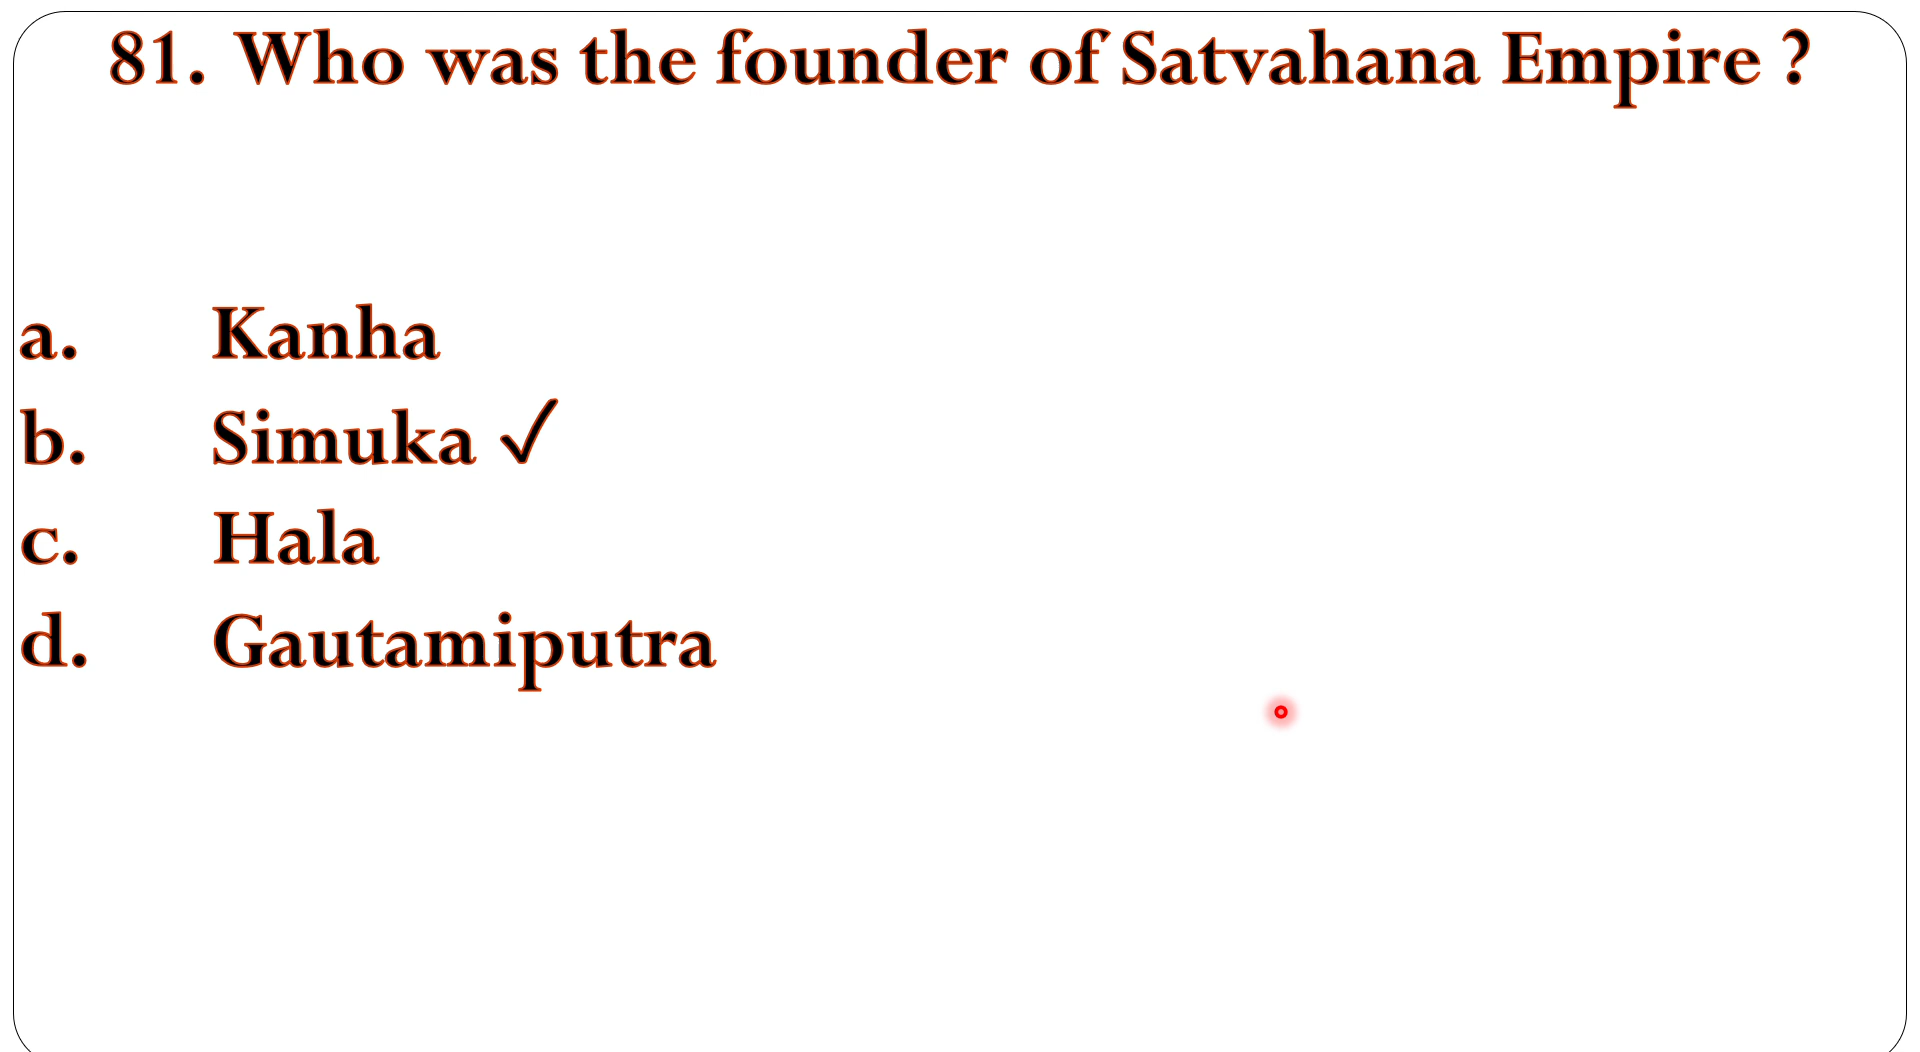 81. Who was the founder of Satvahana Empire ?
a. Kanha
b. Simuka ✓
c. Hala
d. Gautamiputra